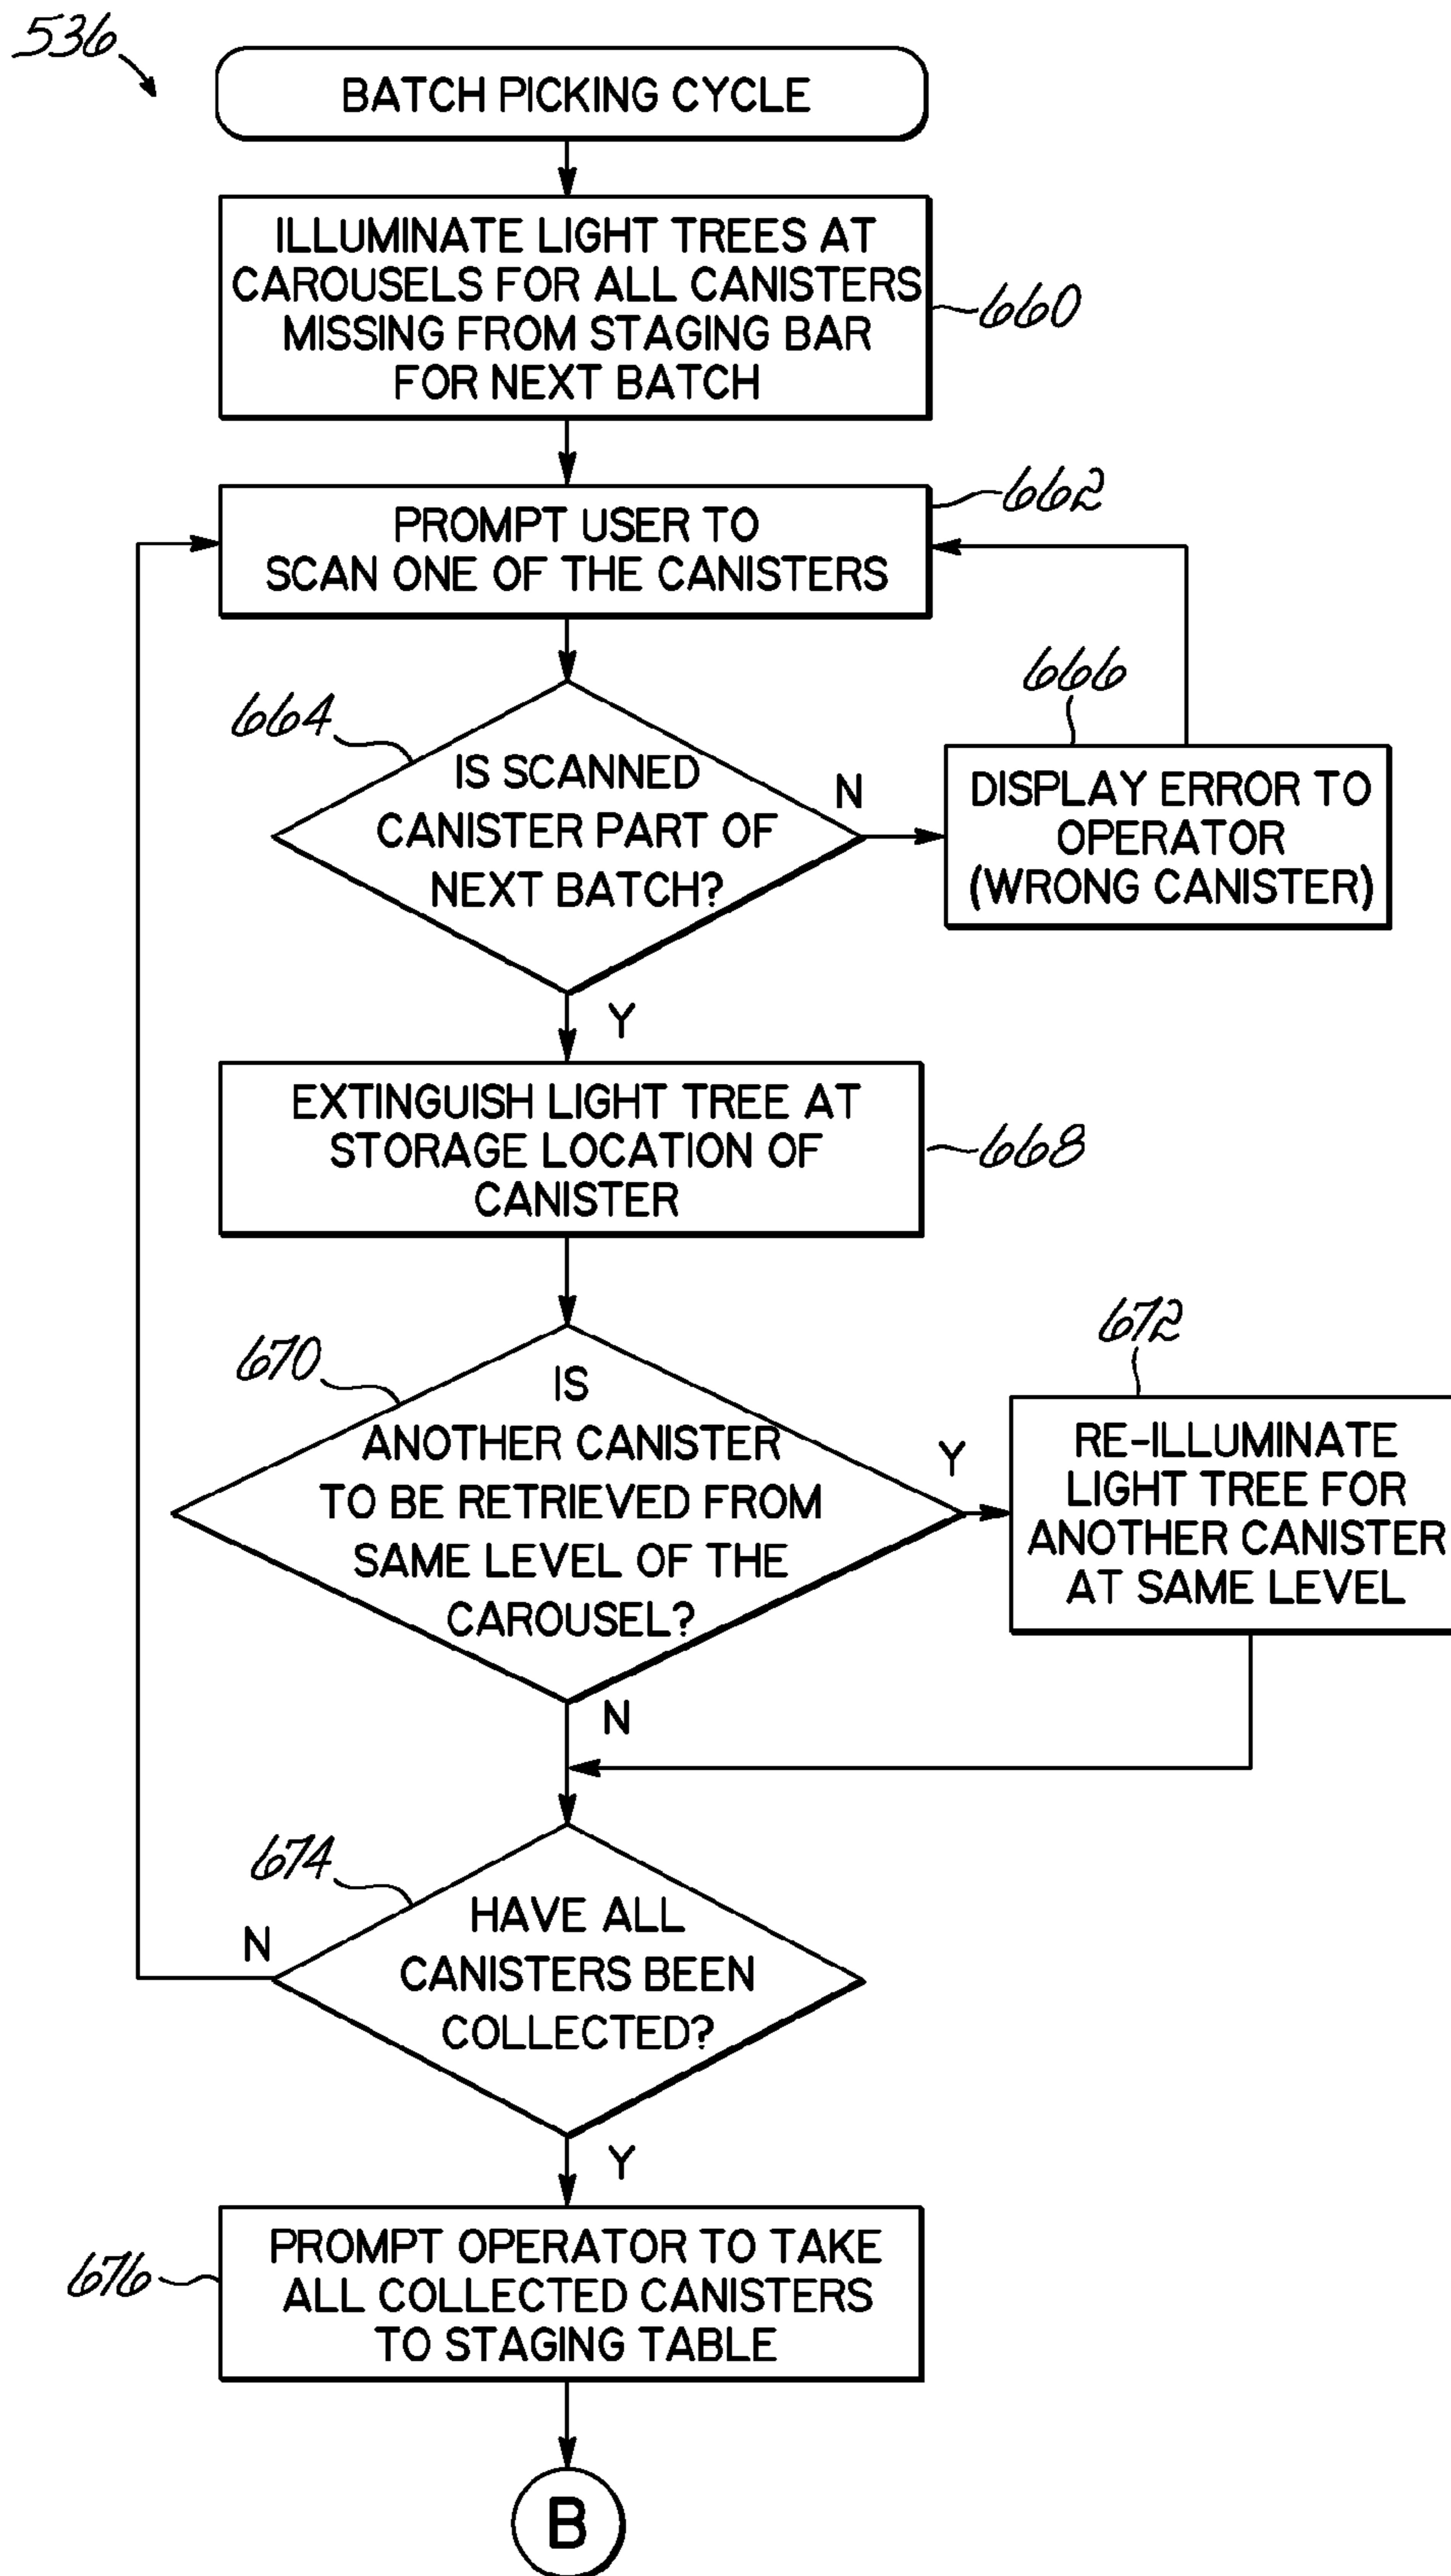 536
BATCH PICKING CYCLE
ILLUMINATE LIGHT TREES AT
CAROUSELS FOR ALL CANISTERS
MISSING FROM STAGING BAR
FOR NEXT BATCH
660
662
PROMPT USER TO
SCAN ONE OF THE CANISTERS
664
IS SCANNED
CANISTER PART OF
NEXT BATCH?
N
666
DISPLAY ERROR TO
OPERATOR
(WRONG CANISTER)
Y
EXTINGUISH LIGHT TREE AT
STORAGE LOCATION OF
CANISTER
668
670
IS
ANOTHER CANISTER
TO BE RETRIEVED FROM
SAME LEVEL OF THE
CAROUSEL?
Y
672
RE-ILLUMINATE
LIGHT TREE FOR
ANOTHER CANISTER
AT SAME LEVEL
N
674
HAVE ALL
CANISTERS BEEN
COLLECTED?
N
Y
676
PROMPT OPERATOR TO TAKE
ALL COLLECTED CANISTERS
TO STAGING TABLE
B